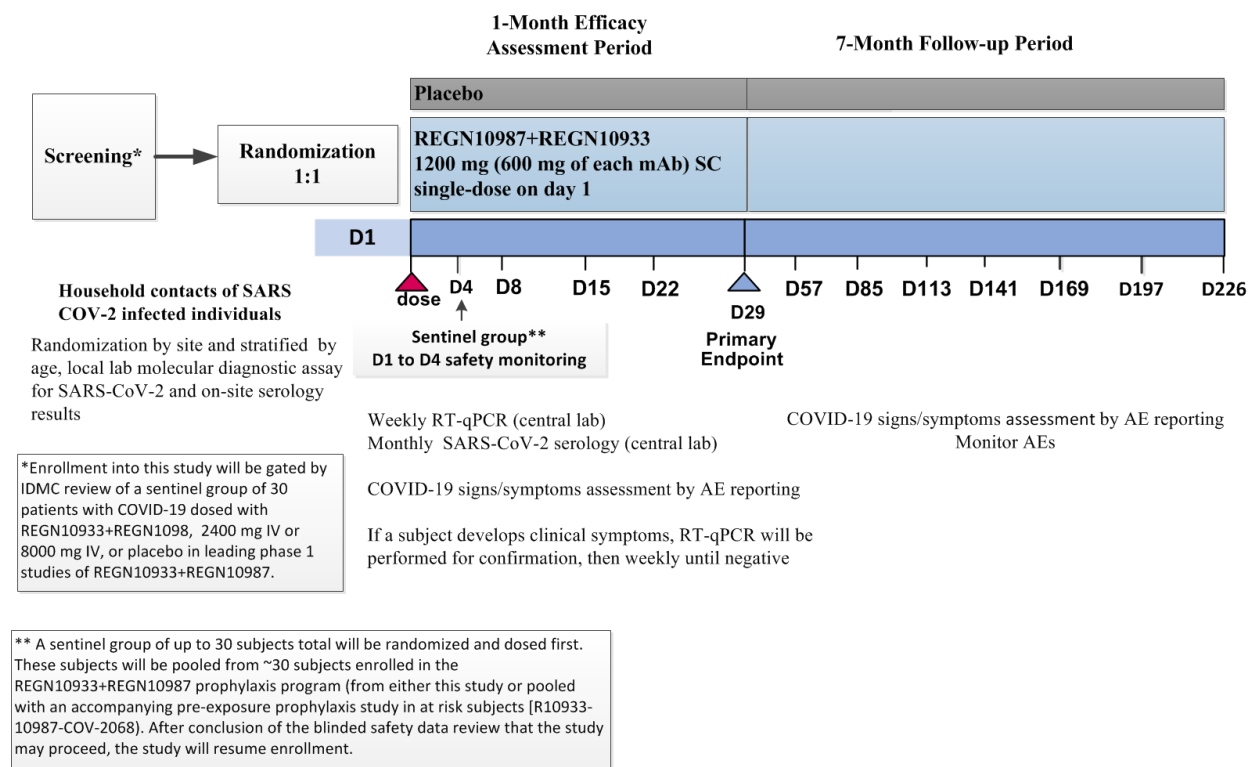 1-Month Efficacy
Assessment Period
7-Month Follow-up Period
Placebo
Screening*
Randomization
1:1
REGN10987+REGN10933
1200 mg (600 mg of each mAb) SC
single-dose on day 1
D1
dose
D4
D8
D15
D22
D29
Primary
Endpoint
D57
D85
D113
D141
D169
D197
D226
Sentinel group**
D1 to D4 safety monitoring
Household contacts of SARS
COV-2 infected individuals
Randomization by site and stratified by
age, local lab molecular diagnostic assay
for SARS-CoV-2 and on-site serology
results
Weekly RT-qPCR (central lab)
Monthly SARS-CoV-2 serology (central lab)
COVID-19 signs/symptoms assessment by AE reporting
If a subject develops clinical symptoms, RT-qPCR will be
performed for confirmation, then weekly until negative
COVID-19 signs/symptoms assessment by AE reporting
Monitor AEs
*Enrollment into this study will be gated by
IDMC review of a sentinel group of 30
patients with COVID-19 dosed with
REGN10933+REGN1098, 2400 mg IV or
8000 mg IV, or placebo in leading phase 1
studies of REGN10933+REGN10987.
** A sentinel group of up to 30 subjects total will be randomized and dosed first.
These subjects will be pooled from ~30 subjects enrolled in the
REGN10933+REGN10987 prophylaxis program (from either this study or pooled
with an accompanying pre-exposure prophylaxis study in at risk subjects [R10933-
10987-COV-2068). After conclusion of the blinded safety data review that the study
may proceed, the study will resume enrollment.